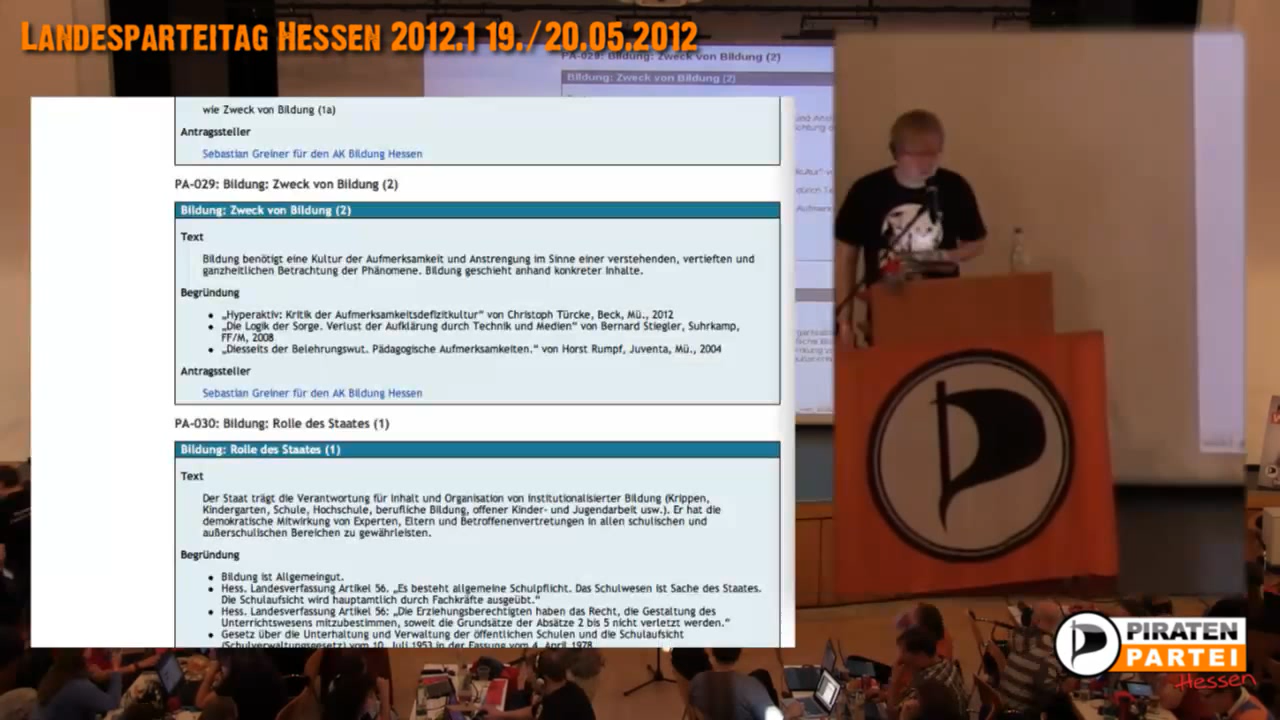 LANDESPARTEITAG HESSEN 2012.1 19./20.05.2012
PA-029: Bildung: Zweck von Bildung (2)
Bildung: Zweck von Bildung (2)
wie Zweck von Bildung (1a)
Antragssteller
Sebastian Greiner für den AK Bildung Hessen
PA-029: Bildung: Zweck von Bildung (2)
Bildung: Zweck von Bildung (2)
Text
Bildung benötigt eine Kultur der Aufmerksamkeit und Anstrengung im Sinne einer verstehenden, vertieften und
ganzheitlichen Betrachtung der Phänomene. Bildung geschieht anhand konkreter Inhalte.
Begründung
• „Hyperaktiv: Kritik der Aufmerksamkeitsdefizitkultur“ von Christoph Türcke, Beck, Mü., 2012
• „Die Logik der Sorge. Verlust der Aufklärung durch Technik und Medien“ von Bernard Stiegler, Suhrkamp,
FF/M, 2008
• „Diesseits der Belehrungswut. Pädagogische Aufmerksamkeiten.“ von Horst Rumpf, Juventa, Mü., 2004
Antragssteller
Sebastian Greiner für den AK Bildung Hessen
PA-030: Bildung: Rolle des Staates (1)
Bildung: Rolle des Staates (1)
Text
Der Staat trägt die Verantwortung für Inhalt und Organisation von institutionalisierter Bildung (Krippen,
Kindergarten, Schule, Hochschule, berufliche Bildung, offener Kinder- und Jugendarbeit usw.). Er hat die
demokratische Mitwirkung von Experten, Eltern und Betroffenenvertretungen in allen schulischen und
außerschulischen Bereichen zu gewährleisten.
Begründung
• Bildung ist Allgemeingut.
• Hess. Landesverfassung Artikel 56. „Es besteht allgemeine Schulpflicht. Das Schulwesen ist Sache des Staates.
Die Schulaufsicht wird hauptamtlich durch Fachkräfte ausgeübt.“
• Hess. Landesverfassung Artikel 56: „Die Erziehungsberechtigten haben das Recht, die Gestaltung des
Unterrichtswesens mitzubestimmen, soweit die Grundsätze der Absätze 2 bis 5 nicht verletzt werden.“
• Gesetz über die Unterhaltung und Verwaltung der öffentlichen Schulen und die Schulaufsicht
(Schulverwaltungsgesetz) vom 10. Juli 1953 in der Fassung vom 4. April 1978
PIRATEN
PARTEI
Hessen